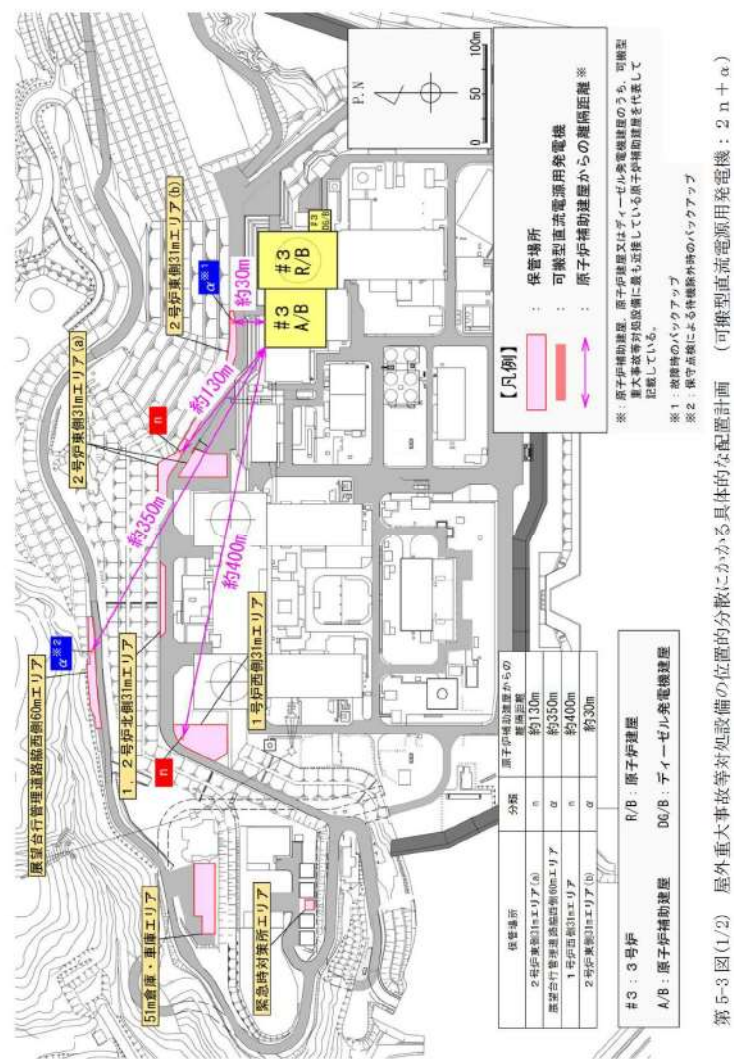 展望台行管理道路脇西側60mエリア
α※2
2号炉東側31mエリア(a)
2号炉東側31mエリア(b)
α※1
n
約30m
約130m
約350m
約400m
#3
A/B
#3
R/B
#3
DG/B
1、2号炉北側31mエリア
1号炉西側31mエリア
n
51m倉庫・車庫エリア
緊急時対策所エリア
P.N
0 50 100m
【凡例】
: 保管場所
: 可搬型直流電源用発電機
: 原子炉補助建屋からの離隔距離※
※:原子炉補助建屋、原子炉建屋又はディーゼル発電機建屋のうち、可搬型
重大事故等対処設備に最も近接している原子炉補助建屋を代表して
記載している。
※1:故障時のバックアップ
※2:保守点検による待機除外時のバックアップ
保管場所 分類 原子炉補助建屋からの
離隔距離
2号炉東側31mエリア(a) n 約130m
展望台行管理道路脇西側60mエリア α 約350m
1号炉西側31mエリア n 約400m
2号炉東側31mエリア(b) α 約30m
#3:3号炉 R/B:原子炉建屋
A/B:原子炉補助建屋 DG/B:ディーゼル発電機建屋
第5-3図(1/2) 屋外重大事故等対処設備の位置的分散にかかる具体的な配置計画 (可搬型直流電源用発電機:2n+α)